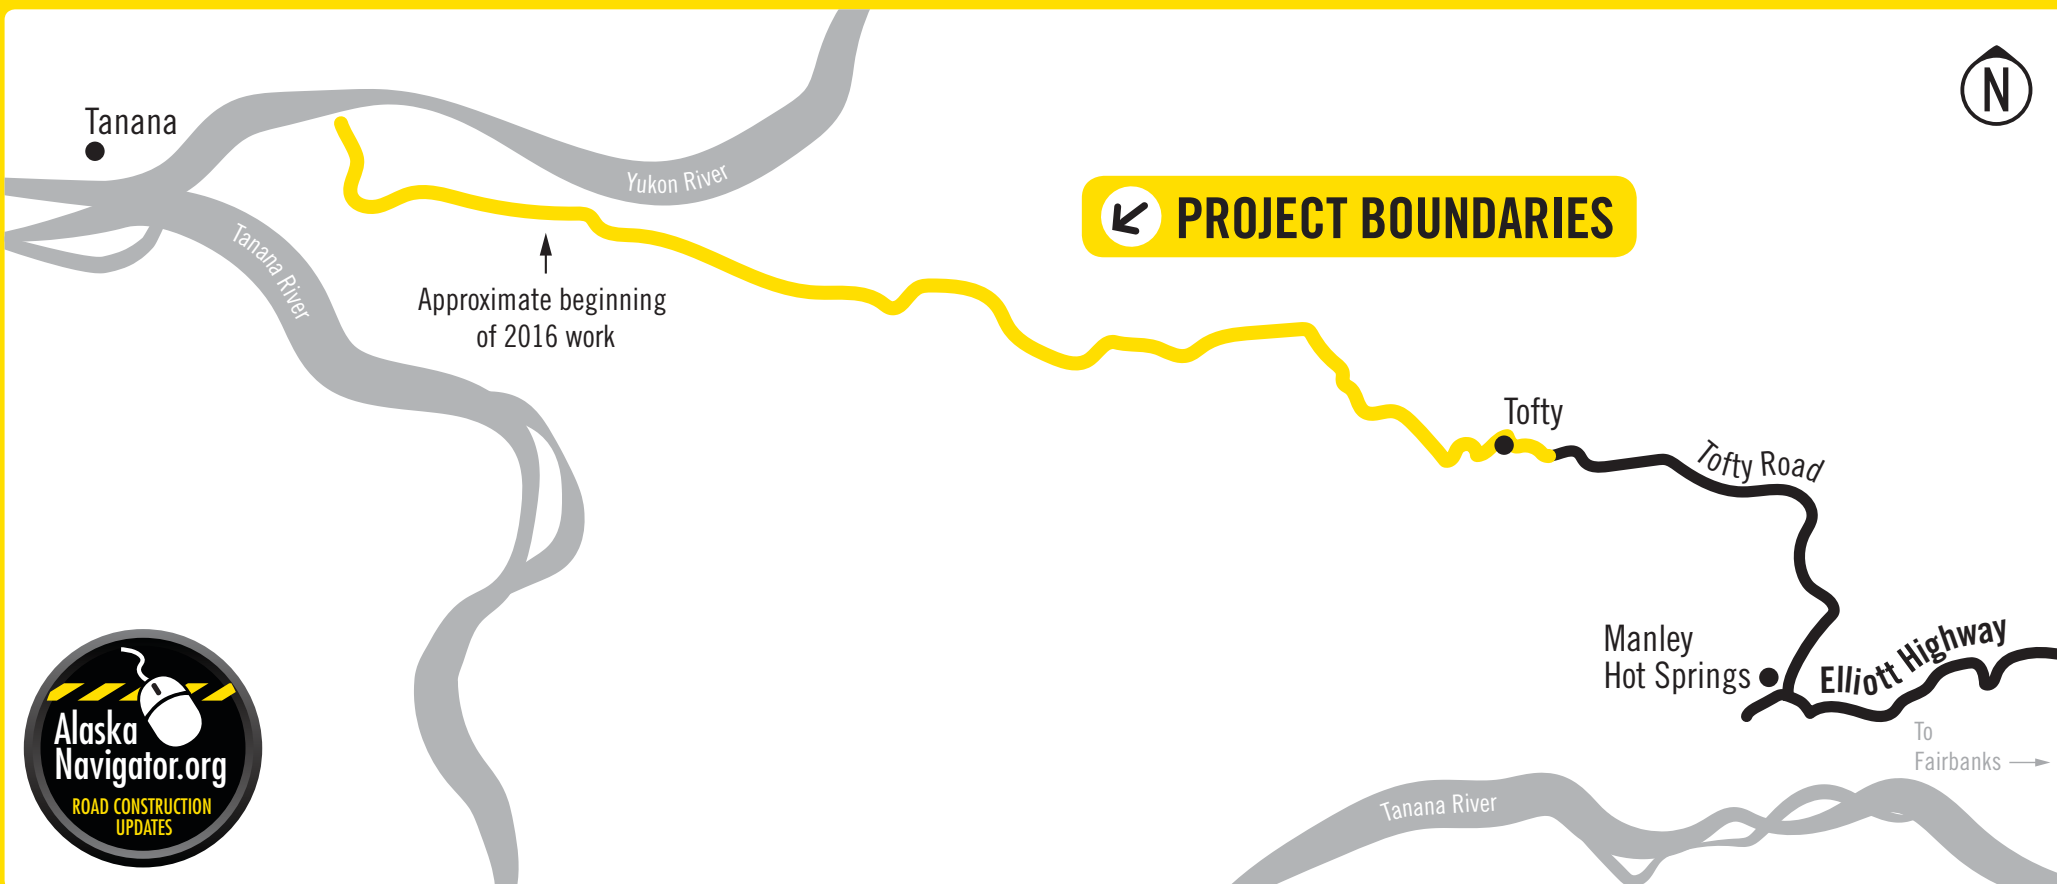 N
Tanana
Yukon River
PROJECT BOUNDARIES
Tanana River
Approximate beginning
of 2016 work
Tofty
Tofty Road
Manley
Hot Springs
Elliott Highway
To
Fairbanks
Tanana River
Alaska
Navigator.org
ROAD CONSTRUCTION
UPDATES